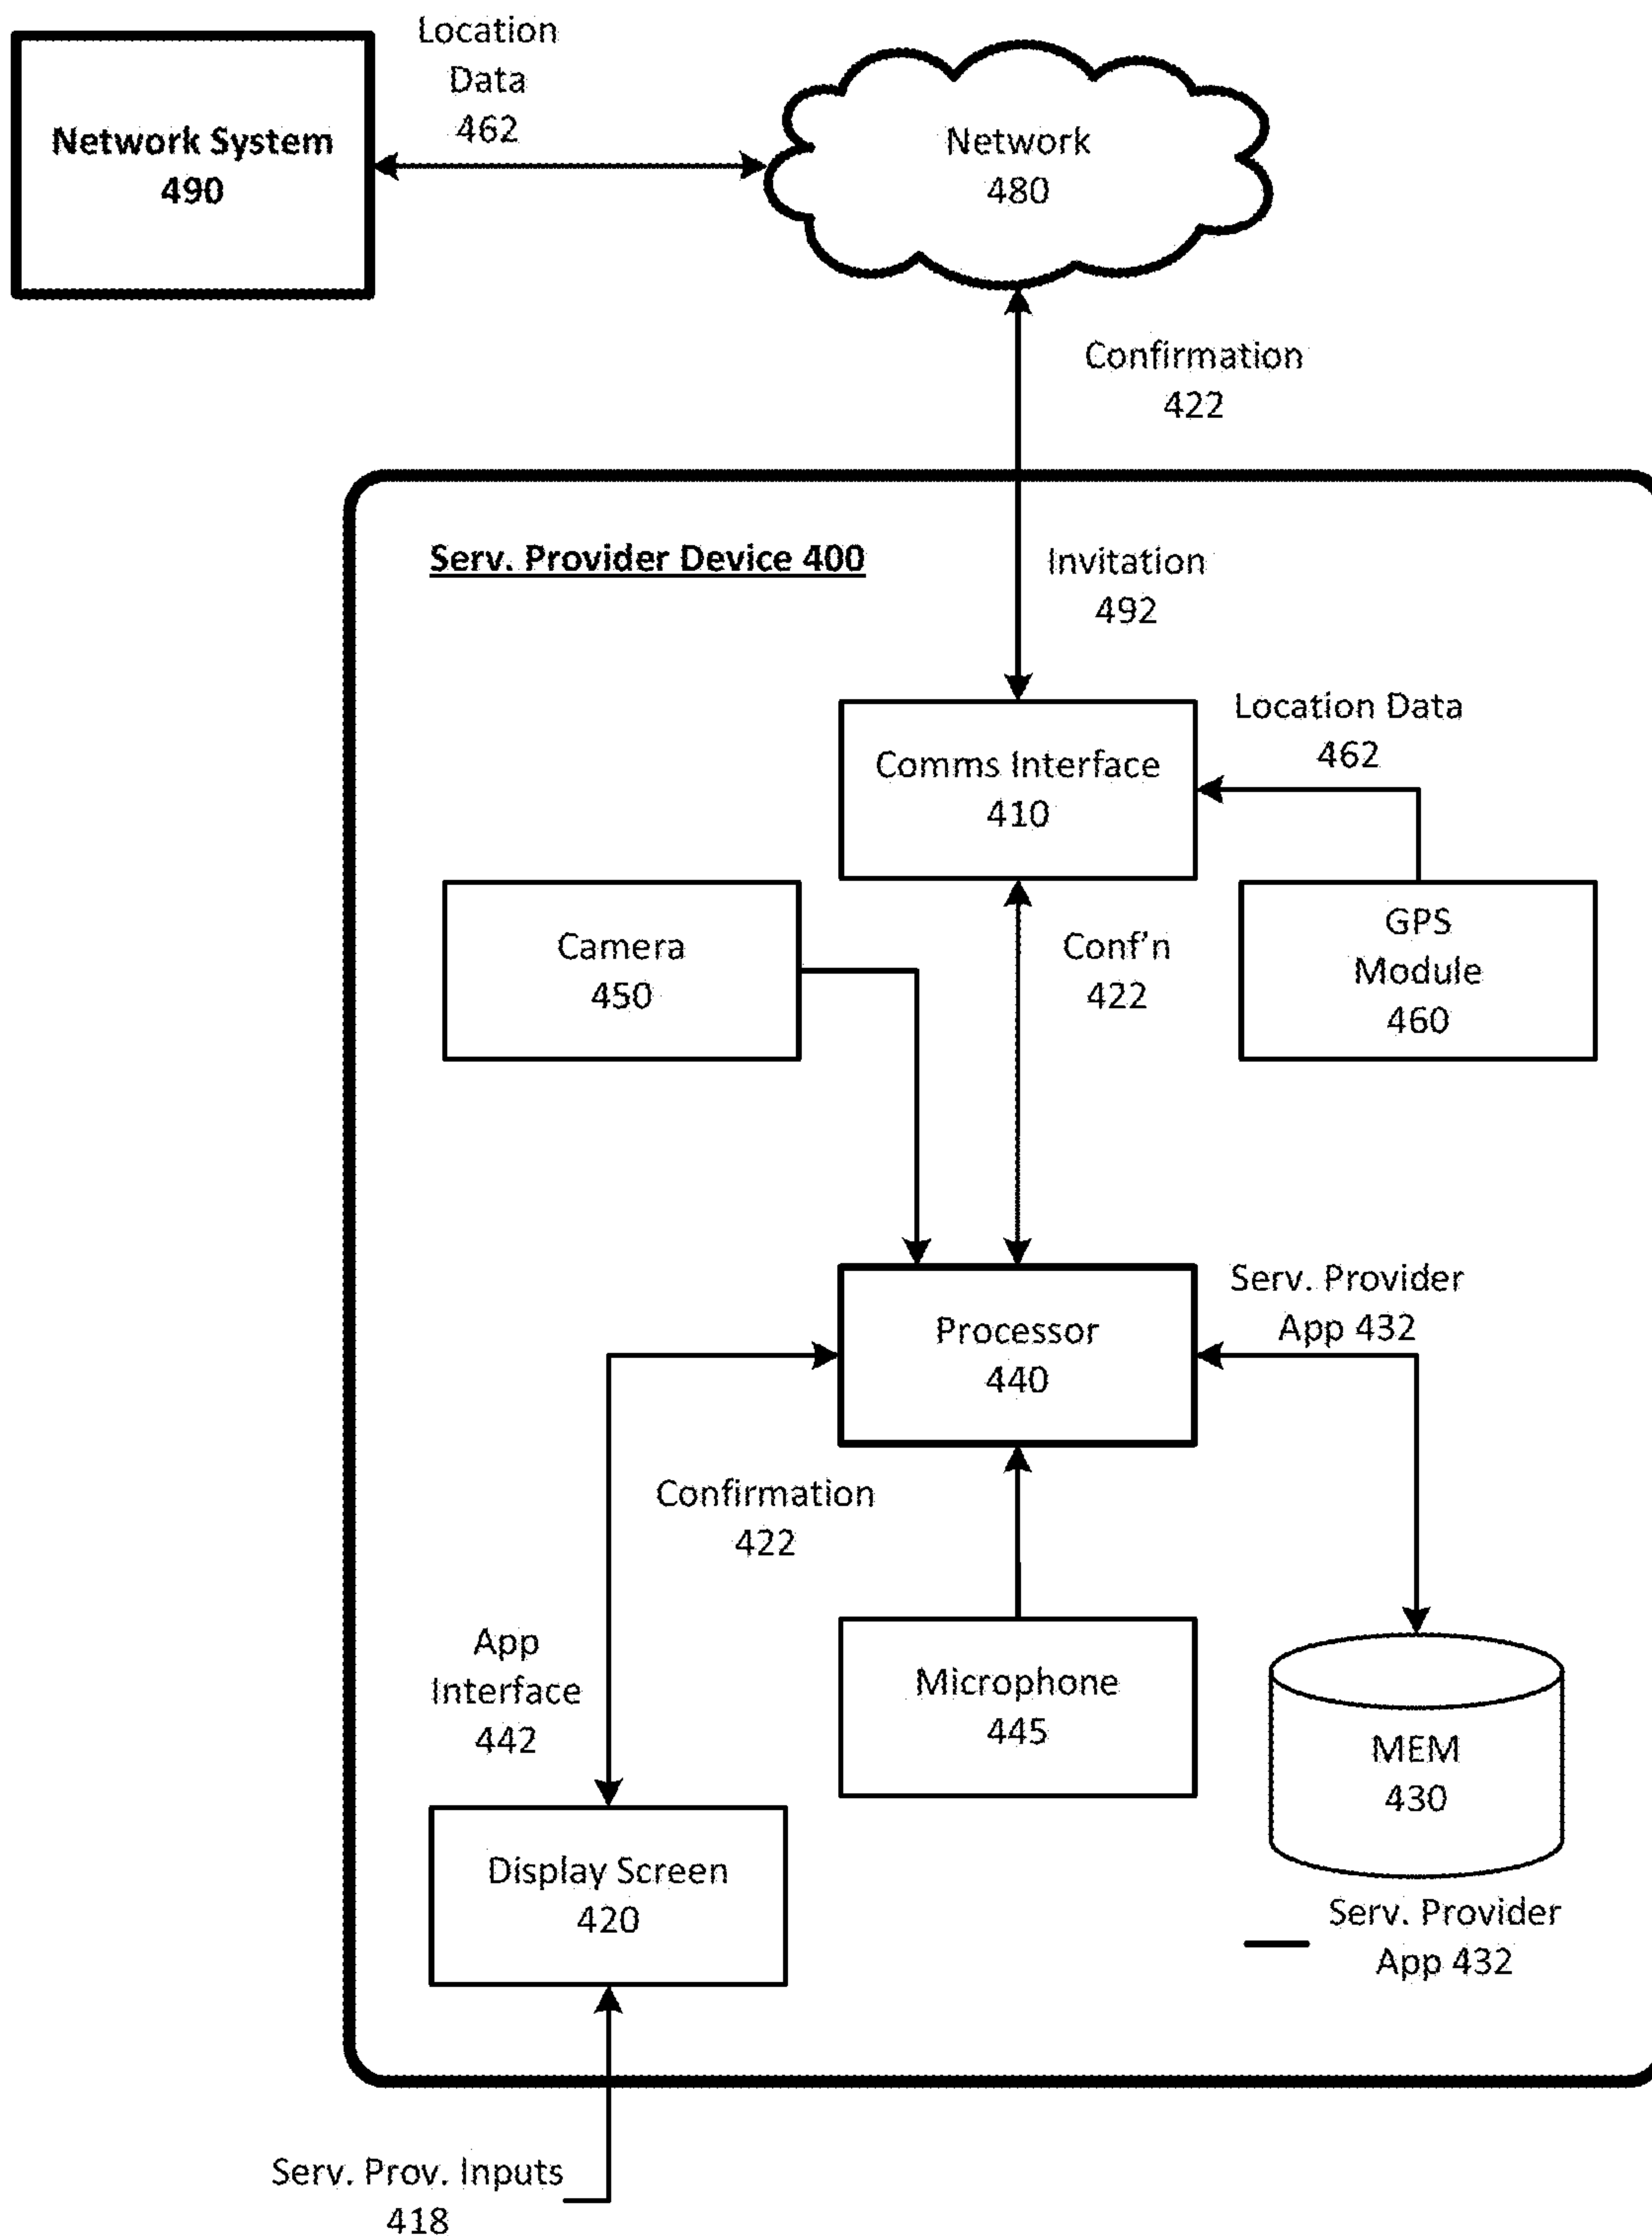 Location
Data
462
Network System
490
Network
480
Confirmation
422
Serv. Provider Device 400
Invitation
492
Location Data
462
Comms Interface
410
Camera
450
Conf'n
422
GPS
Module
460
Serv. Provider
App 432
Processor
440
Confirmation
422
App
Interface
442
Microphone
445
MEM
430
Display Screen
420
Serv. Provider
App 432
Serv. Prov. Inputs
418